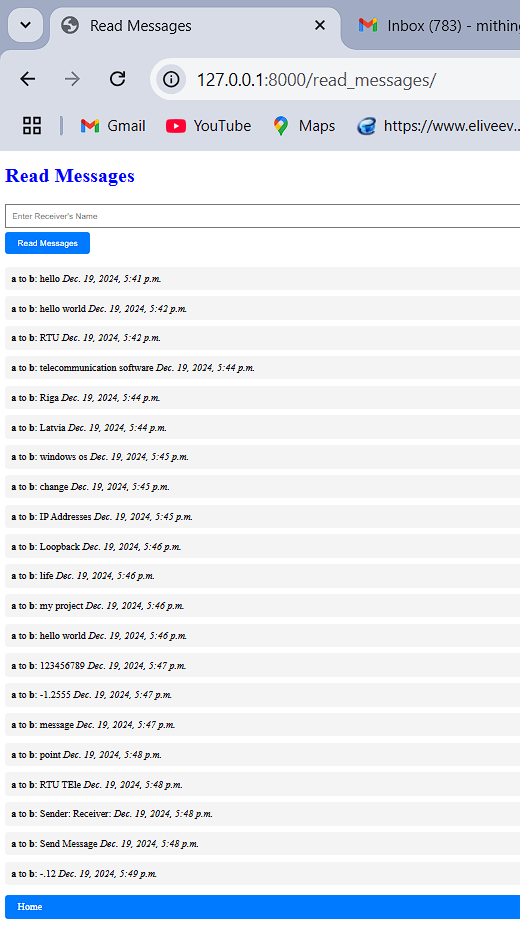 Read Messages
Inbox (783) - mithing
127.0.0.1:8000/read_messages/
Gmail YouTube Maps https://www.eliveev...
Read Messages
Enter Receiver's Name
Read Messages
a to b: hello Dec. 19, 2024, 5:41 p.m.
a to b: hello world Dec. 19, 2024, 5:42 p.m.
a to b: RTU Dec. 19, 2024, 5:42 p.m.
a to b: telecommunication software Dec. 19, 2024, 5:44 p.m.
a to b: Riga Dec. 19, 2024, 5:44 p.m.
a to b: Latvia Dec. 19, 2024, 5:44 p.m.
a to b: windows os Dec. 19, 2024, 5:45 p.m.
a to b: change Dec. 19, 2024, 5:45 p.m.
a to b: IP Addresses Dec. 19, 2024, 5:45 p.m.
a to b: Loopback Dec. 19, 2024, 5:46 p.m.
a to b: life Dec. 19, 2024, 5:46 p.m.
a to b: my project Dec. 19, 2024, 5:46 p.m.
a to b: hello world Dec. 19, 2024, 5:46 p.m.
a to b: 123456789 Dec. 19, 2024, 5:47 p.m.
a to b: -1.2555 Dec. 19, 2024, 5:47 p.m.
a to b: message Dec. 19, 2024, 5:47 p.m.
a to b: point Dec. 19, 2024, 5:48 p.m.
a to b: RTU TEle Dec. 19, 2024, 5:48 p.m.
a to b: Sender: Receiver: Dec. 19, 2024, 5:48 p.m.
a to b: Send Message Dec. 19, 2024, 5:48 p.m.
a to b: -.12 Dec. 19, 2024, 5:49 p.m.
Home